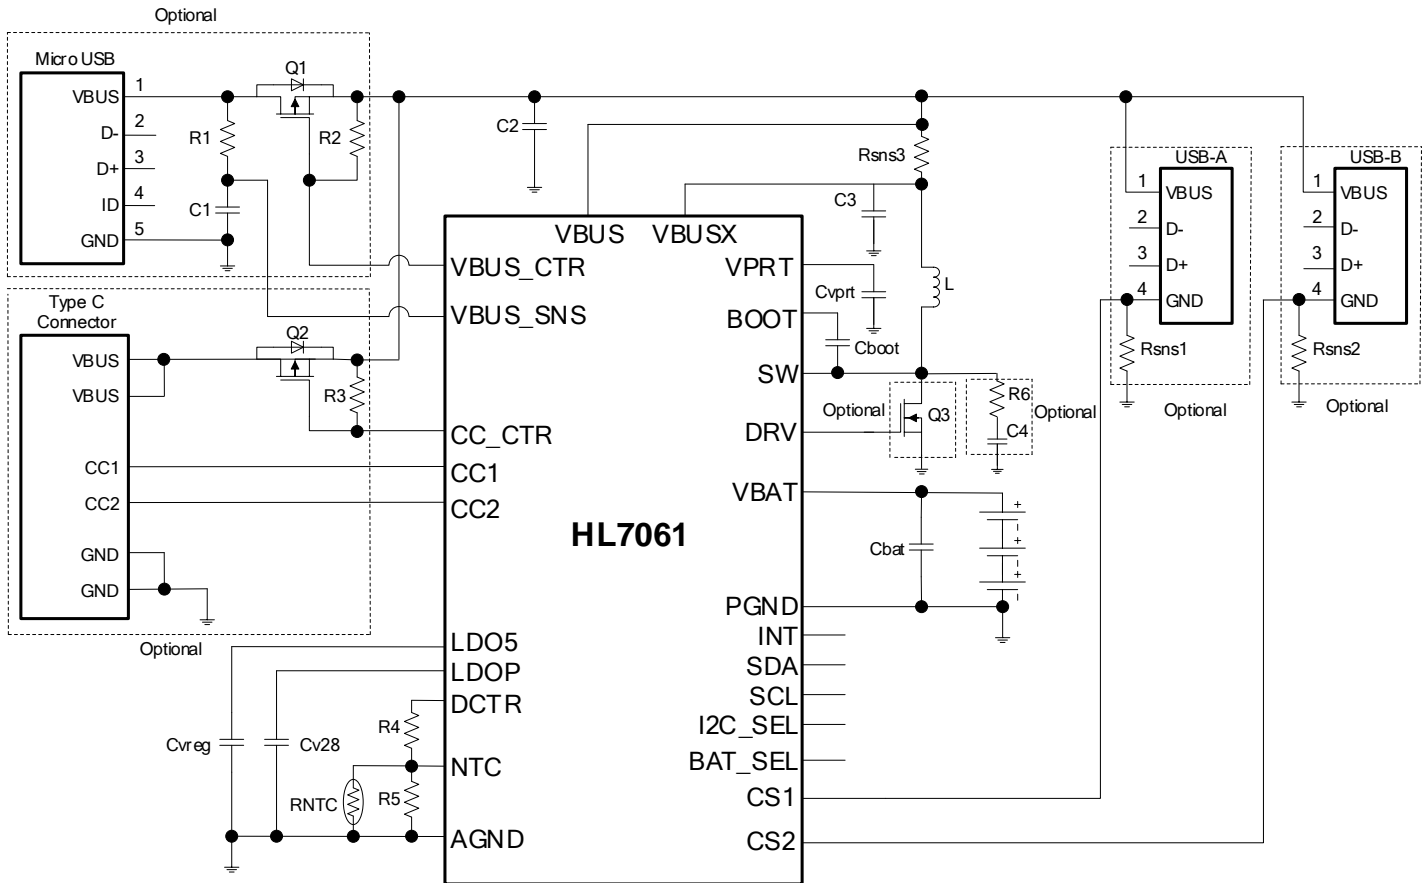 Optional
Micro USB
1
VBUS
2
D-
3
D+
4
ID
5
GND
R1
C1
Q1
R2
Type C
Connector
VBUS
VBUS
CC1
CC2
GND
GND
Q2
R3
Optional
C2
Rsns3
C3
L
Cvprt
Cboot
VBUS
VBUSX
VBUS_CTR
VBUS_SNS
CC_CTR
CC1
CC2
LDO5
LDOP
DCTR
NTC
AGND
HL7061
VPRT
BOOT
SW
DRV
VBAT
PGND
INT
SDA
SCL
I2C_SEL
BAT_SEL
CS1
CS2
Optional
Q3
R6
C4
Optional
Cbat
+
-
+
-
+
-
Cvreg
Cv28
R4
R5
RNTC
USB-A
1
VBUS
2
D-
3
D+
4
GND
Rsns1
Optional
USB-B
1
VBUS
2
D-
3
D+
4
GND
Rsns2
Optional